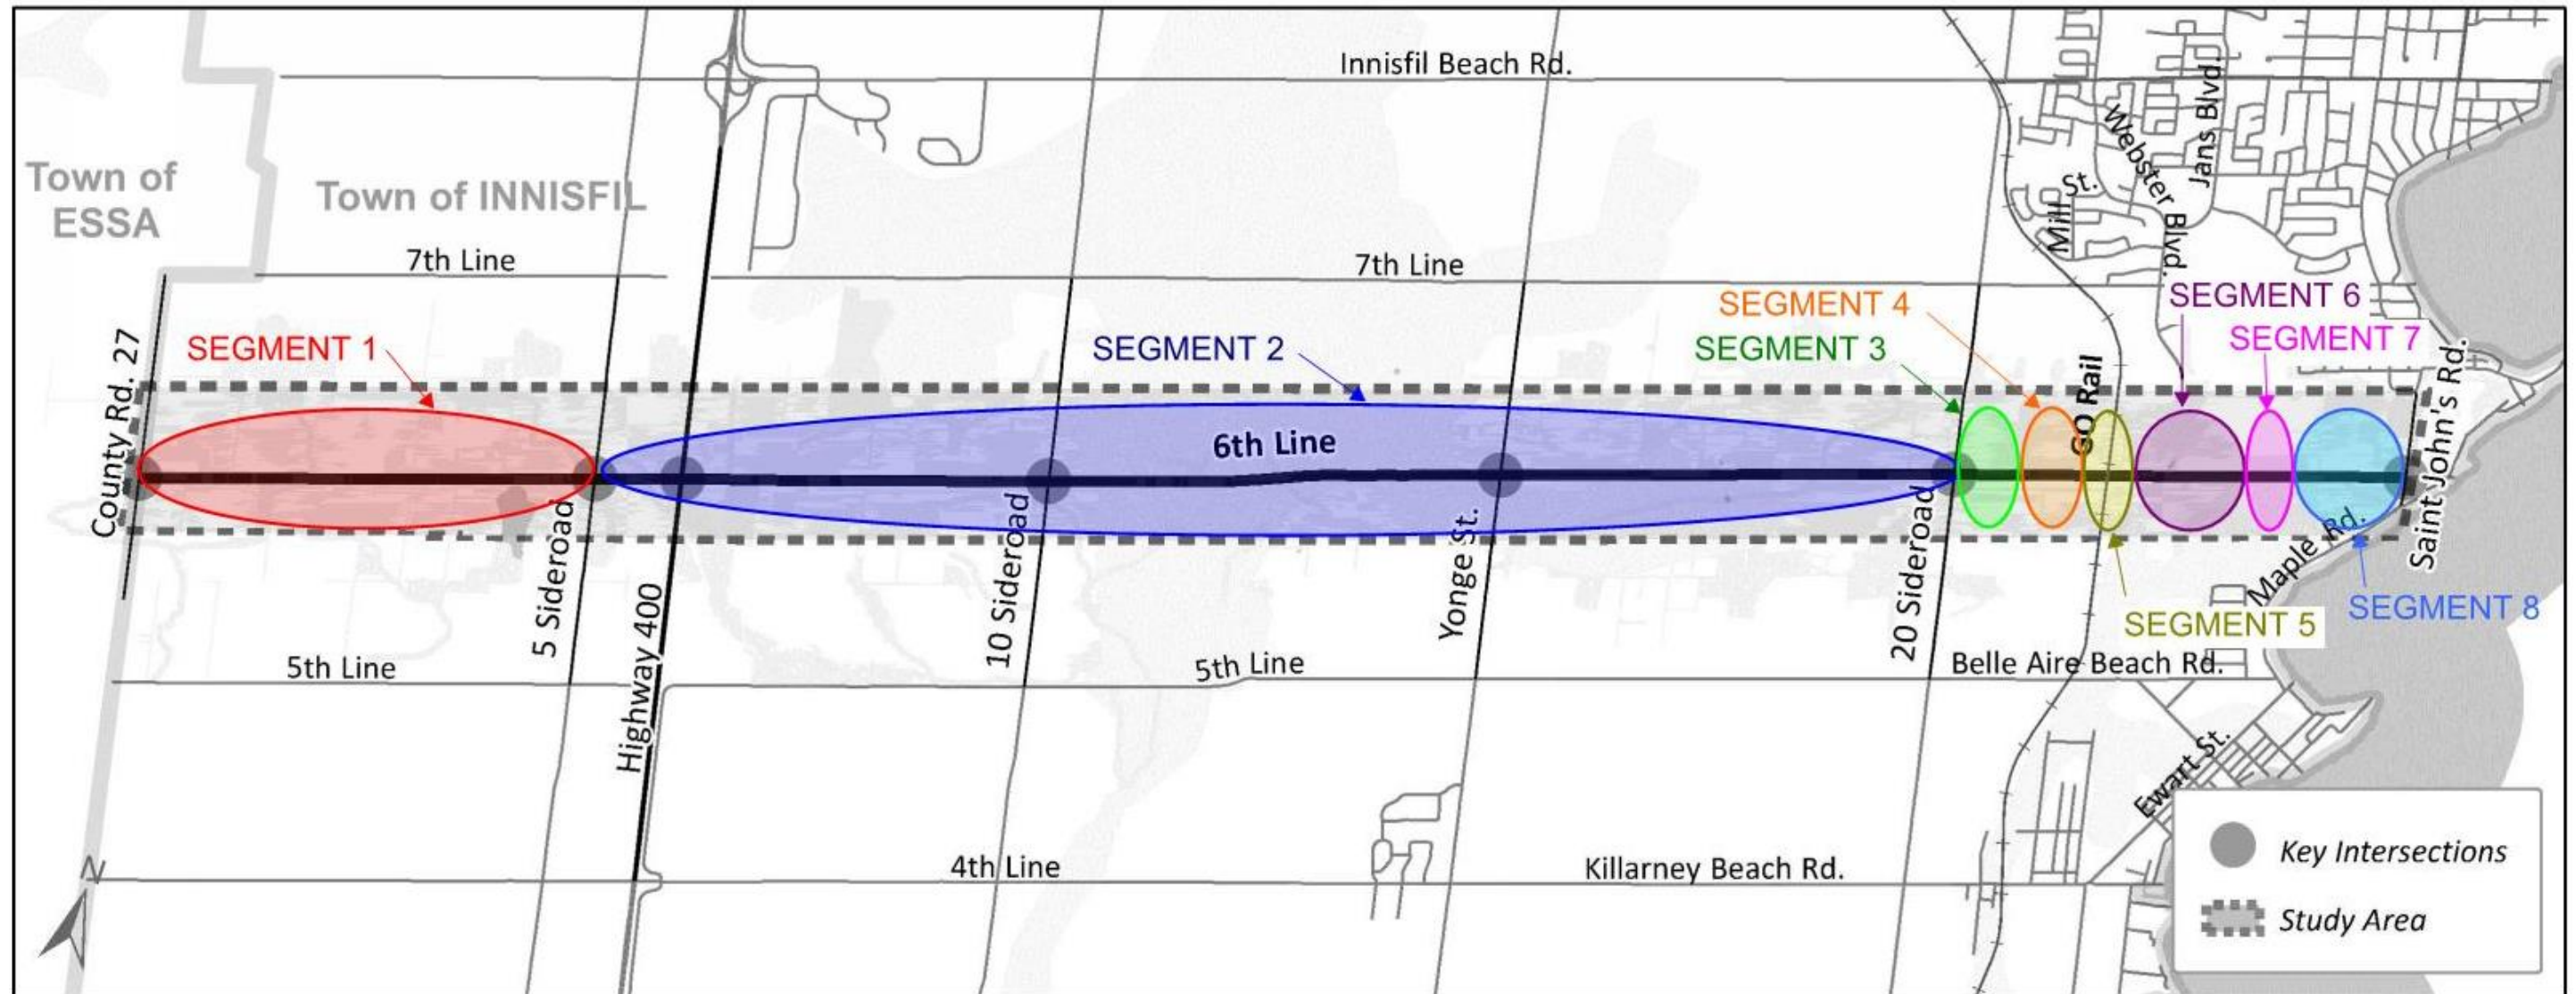 Innisfil Beach Rd.
Jans Blvd.
Webster Blvd.
Town of
ESSA
Town of INNISFIL
Mill St.
7th Line
7th Line
SEGMENT 6
SEGMENT 4
SEGMENT 7
SEGMENT 1
SEGMENT 2
SEGMENT 3
County Rd. 27
GO Rail
Saint John's Rd.
6th Line
5 Sideroad
10 Sideroad
Yonge St.
20 Sideroad
Maple Rd.
SEGMENT 8
SEGMENT 5
Highway 400
5th Line
5th Line
Belle Aire Beach Rd.
Ewart St.
4th Line
Killarney Beach Rd.
N
Key Intersections
Study Area